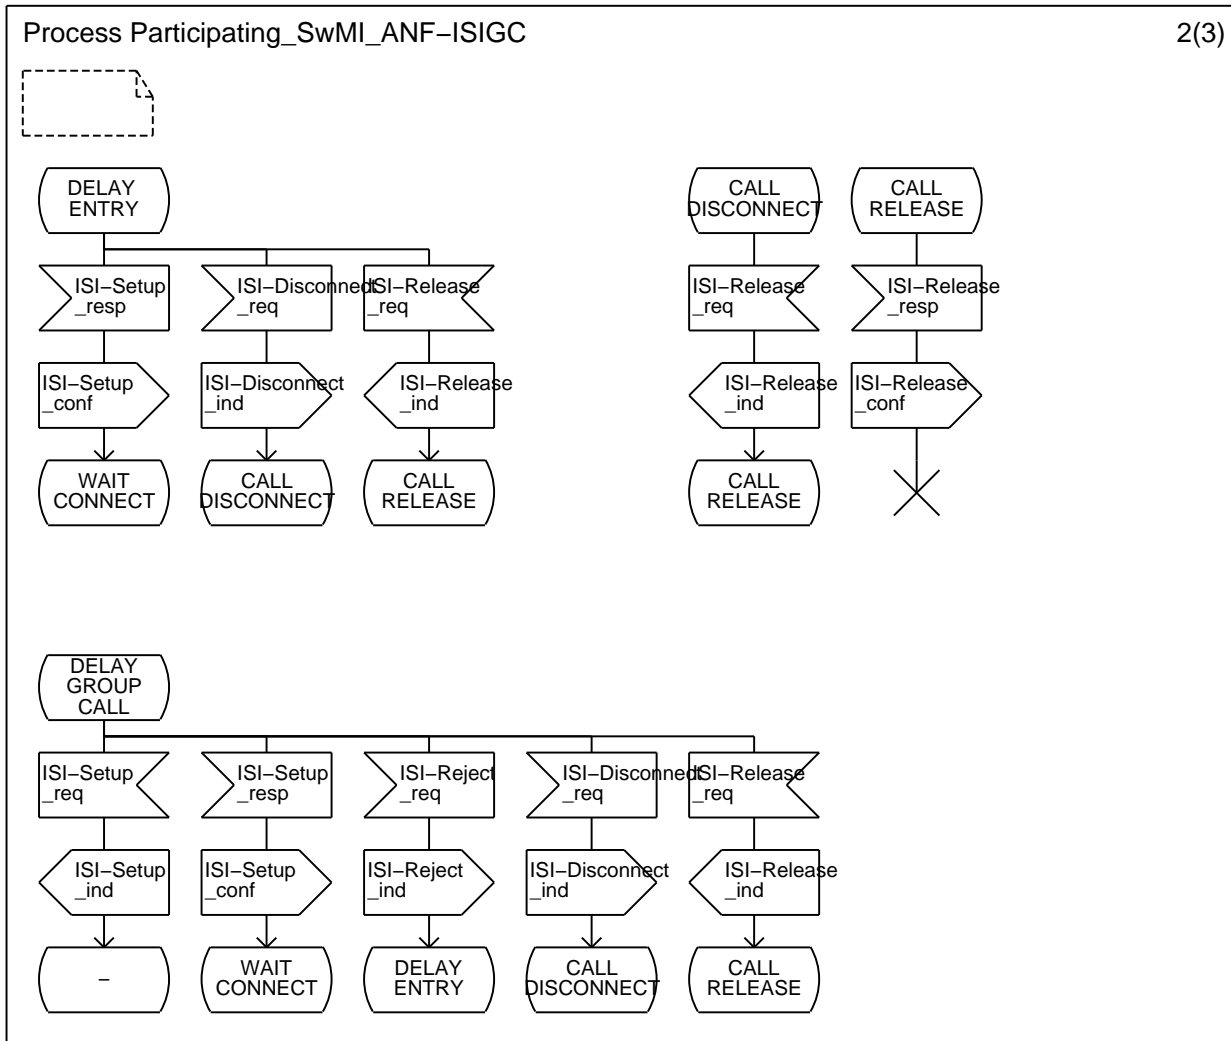 Process Participating_SwMI_ANF–ISIGC
2(3)
DELAY
ENTRY
CALL
DISCONNECT
CALL
RELEASE
ISI–Setup
_resp
ISI–Disconnect
_req
ISI–Release
_req
ISI–Release
_req
ISI–Release
_resp
ISI–Setup
_conf
ISI–Disconnect
_ind
ISI–Release
_ind
ISI–Release
_ind
ISI–Release
_conf
WAIT
CONNECT
CALL
DISCONNECT
CALL
RELEASE
CALL
RELEASE
DELAY
GROUP
CALL
ISI–Setup
_req
ISI–Setup
_resp
ISI–Reject
_req
ISI–Disconnect
_req
ISI–Release
_req
ISI–Setup
_ind
ISI–Setup
_conf
ISI–Reject
_ind
ISI–Disconnect
_ind
ISI–Release
_ind
–
WAIT
CONNECT
DELAY
ENTRY
CALL
DISCONNECT
CALL
RELEASE